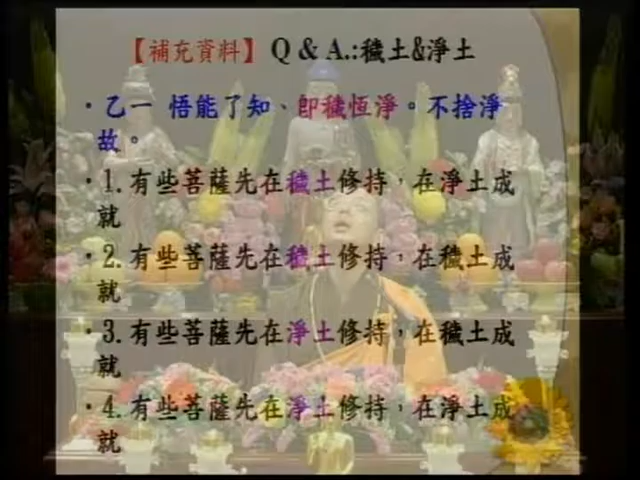 【補充資料】 Q & A.:穢土&淨土
· 乙一 悟能了知、即穢恒淨。不捨淨
故。
· 1. 有些菩薩先在穢土修持,在淨土成
就
· 2. 有些菩薩先在穢土修持,在穢土成
就
· 3. 有些菩薩先在淨土修持,在穢土成
就
· 4. 有些菩薩先在淨土修持,在淨土成
就